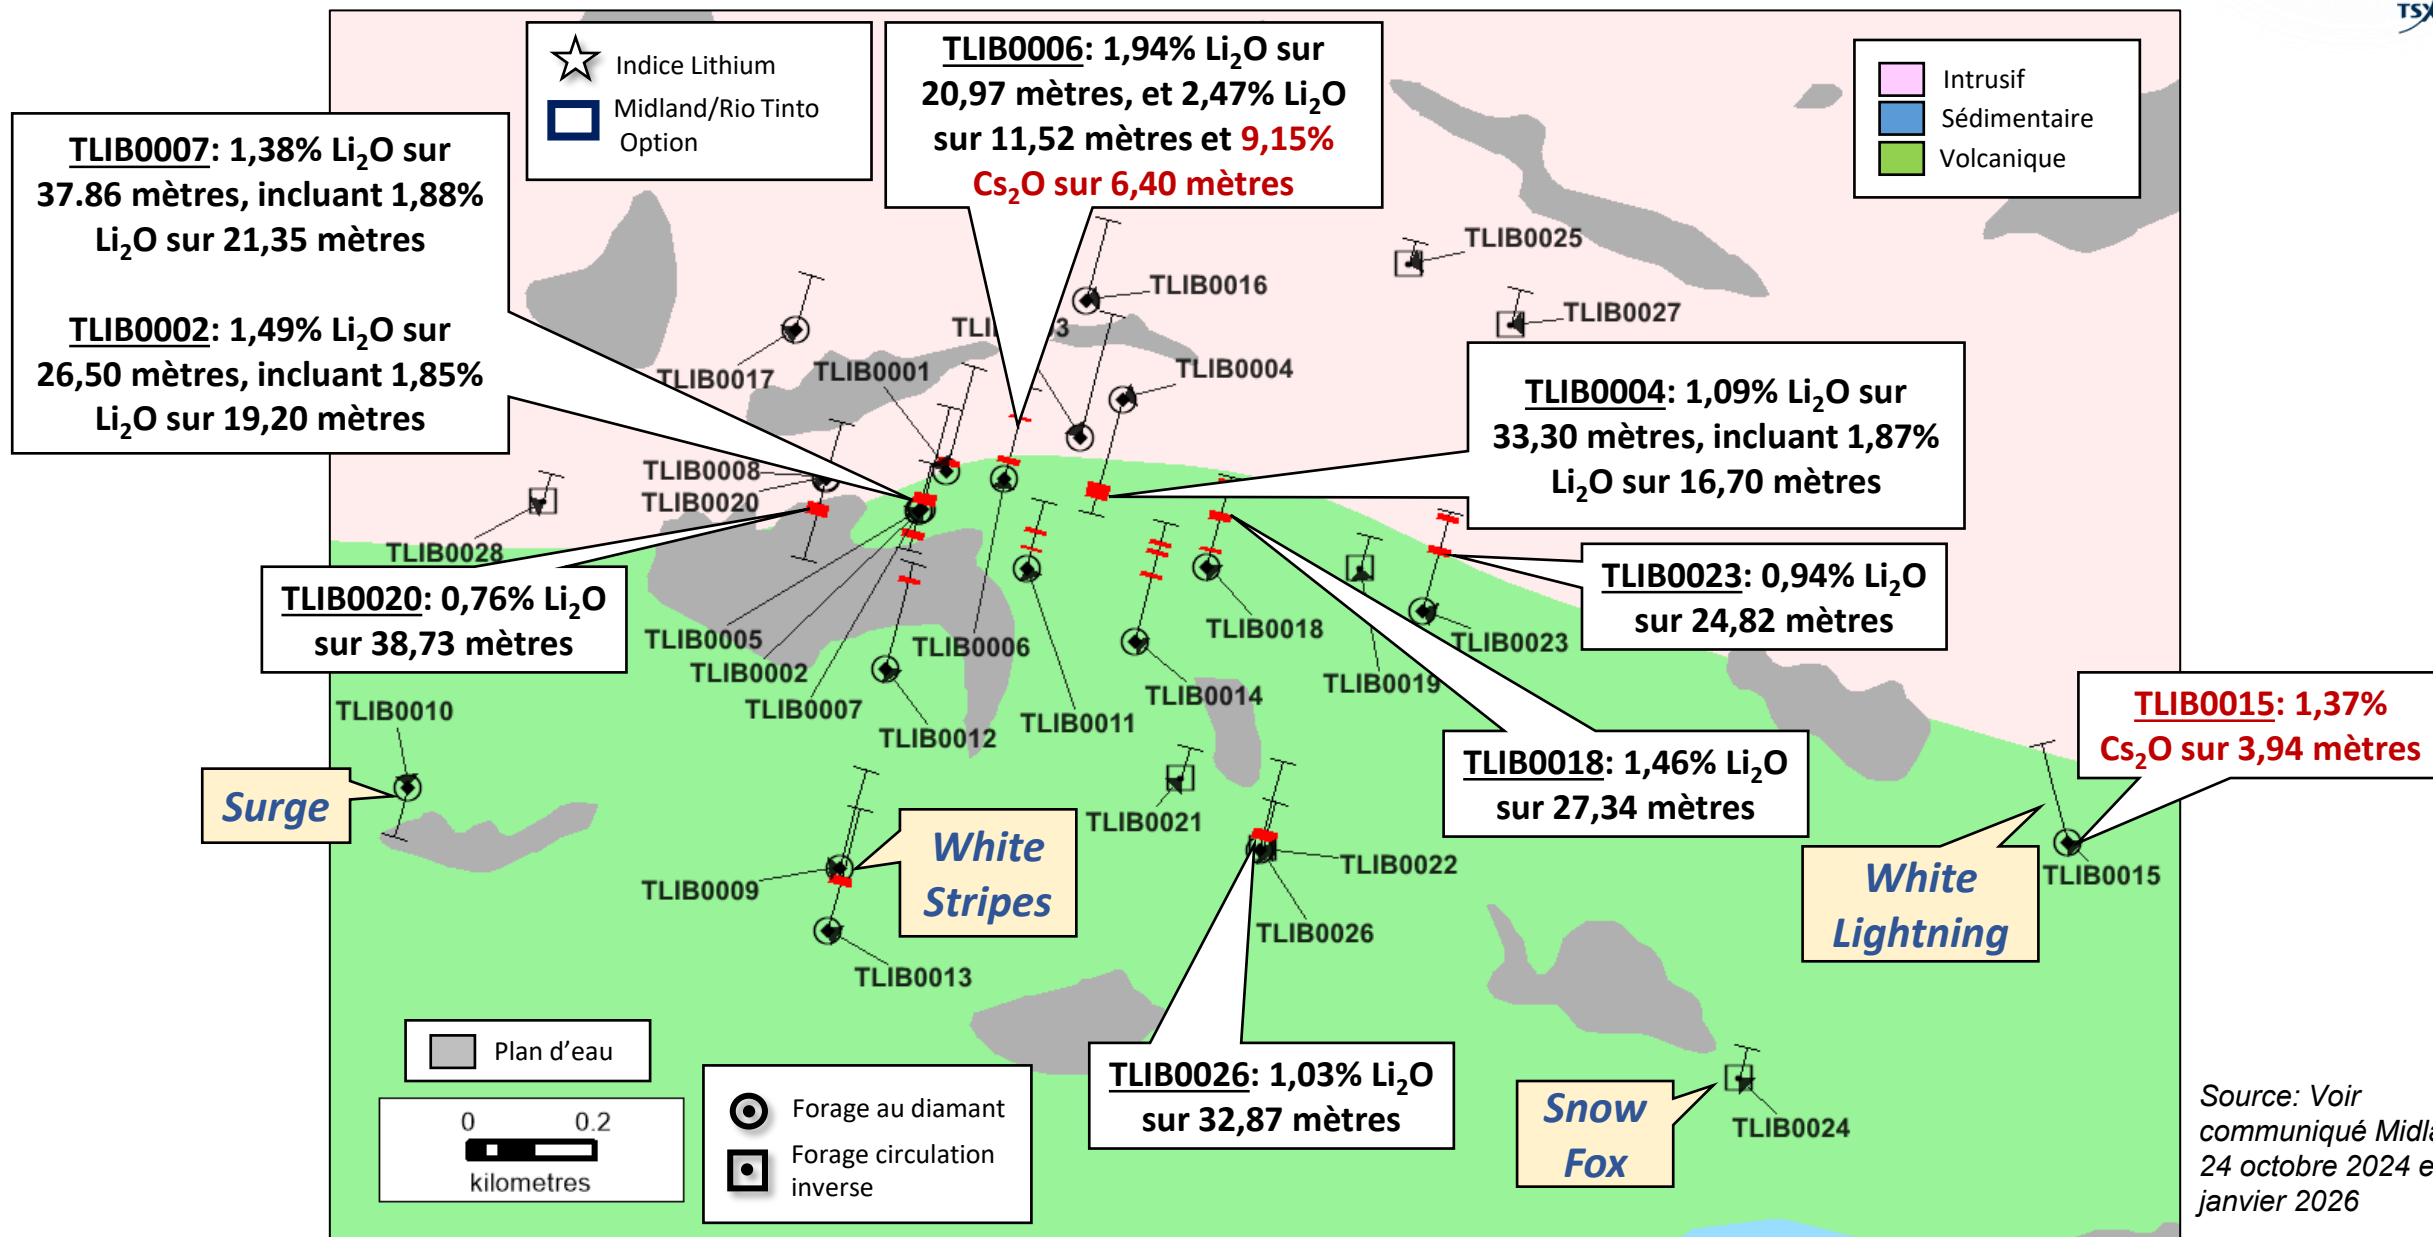 TSX
Indice Lithium
Midland/Rio Tinto
Option
TLIB0006: 1,94% Li₂O sur
20,97 mètres, et 2,47% Li₂O
sur 11,52 mètres et 9,15%
Cs₂O sur 6,40 mètres
Intrusif
Sédimentaire
Volcanique
TLIB0007: 1,38% Li₂O sur
37.86 mètres, incluant 1,88%
Li₂O sur 21,35 mètres
TLIB0002: 1,49% Li₂O sur
26,50 mètres, incluant 1,85%
Li₂O sur 19,20 mètres
TLIB0025
TLIB0016
TLIB0027
TLIB0017
TLIB0001
TLIB0004
TLIB0004: 1,09% Li₂O sur
33,30 mètres, incluant 1,87%
Li₂O sur 16,70 mètres
TLIB0008
TLIB0020
TLIB0028
TLIB0020: 0,76% Li₂O
sur 38,73 mètres
TLIB0023: 0,94% Li₂O
sur 24,82 mètres
TLIB0005
TLIB0002
TLIB0007
TLIB0006
TLIB0018
TLIB0023
TLIB0019
TLIB0014
TLIB0011
TLIB0012
TLIB0010
TLIB0015: 1,37%
Cs₂O sur 3,94 mètres
TLIB0018: 1,46% Li₂O
sur 27,34 mètres
Surge
TLIB0021
White
Stripes
TLIB0009
TLIB0022
TLIB0026
TLIB0013
White
Lightning
TLIB0015
Plan d’eau
0 0.2
kilometres
Forage au diamant
Forage circulation
inverse
TLIB0026: 1,03% Li₂O
sur 32,87 mètres
Snow
Fox
TLIB0024
Source: Voir
communiqué
24 octobre 2024
janvier 2026